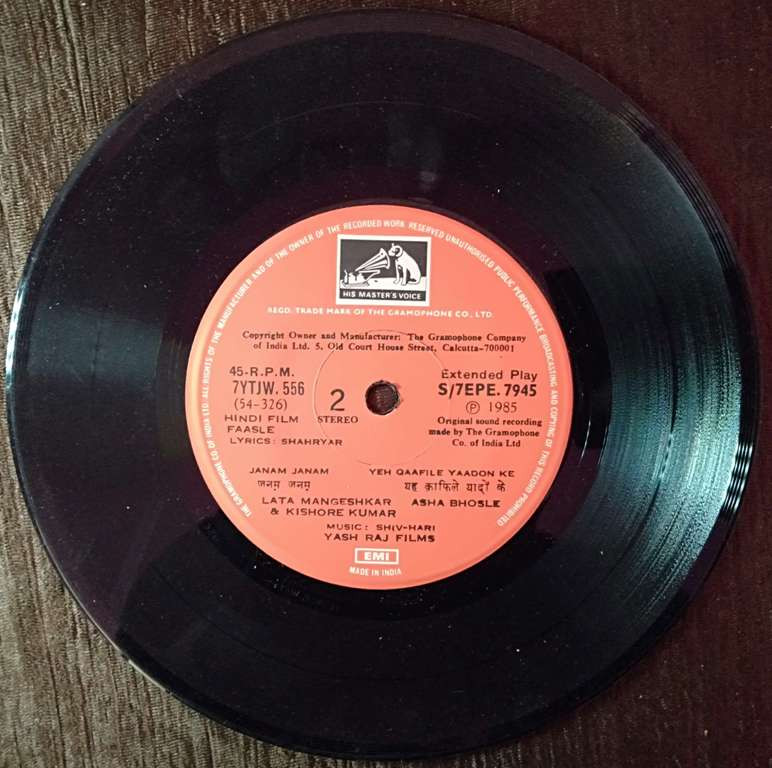 THE GRAMOPHONE CO OF INDIA LTD. ALL RIGHTS OF THE MANUFACTURER AND OF THE OWNER OF THE RECORDED WORK RESERVED UNAUTHORISED PUBLIC PERFORMANCE BROADCASTING AND COPYING OF THIS RECORD PROHIBITED
HIS MASTER'S VOICE
REGD. TRADE MARK OF THE GRAMOPHONE CO., LTD.
Copyright Owner and Manufacturer: The Gramophone Company
of India Ltd. 5, Old Court House Street, Calcutta-700001
45-R.P.M. Extended Play
7YTJW. 556 2 S/7EPE. 7945
(54-326) STEREO ℗ 1985
HINDI FILM Original sound recording
FAASLE made by The Gramophone
LYRICS: SHAHRYAR Co. of India Ltd
JANAM JANAM YEH QAAFILE YAADON KE
जनम जनम यह क़ाफिले यादों के
LATA MANGESHKAR ASHA BHOSLE
& KISHORE KUMAR
MUSIC: SHIV-HARI
YASH RAJ FILMS
EMI
MADE IN INDIA